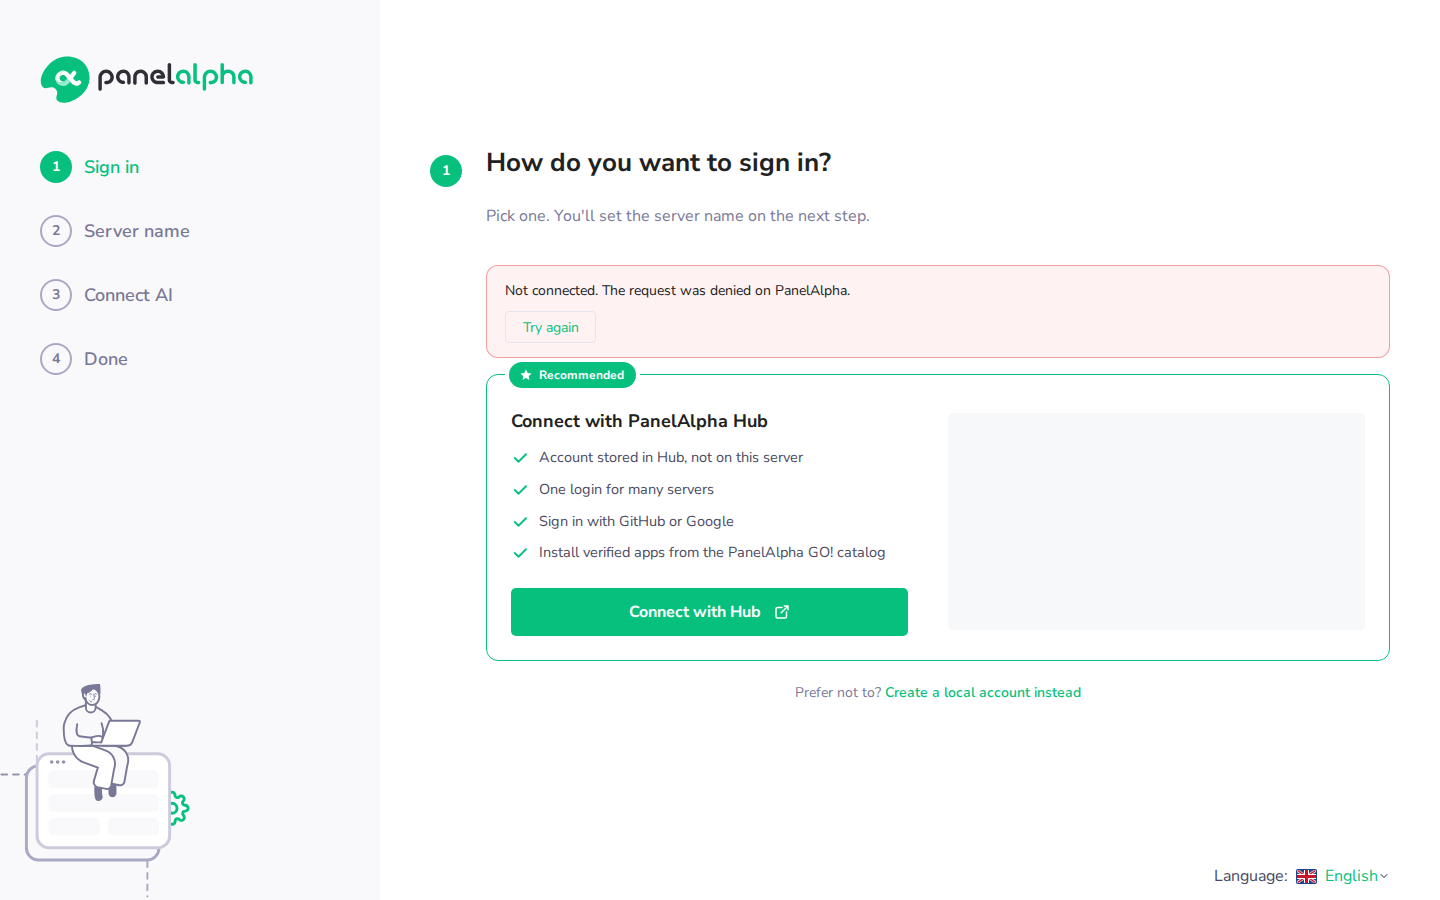 panelalpha
1 Sign in
2 Server name
3 Connect AI
4 Done
1 How do you want to sign in?
Pick one. You'll set the server name on the next step.
Not connected. The request was denied on PanelAlpha.
Try again
Recommended
Connect with PanelAlpha Hub
Account stored in Hub, not on this server
One login for many servers
Sign in with GitHub or Google
Install verified apps from the PanelAlpha GO! catalog
Connect with Hub
Prefer not to? Create a local account instead
Language: English